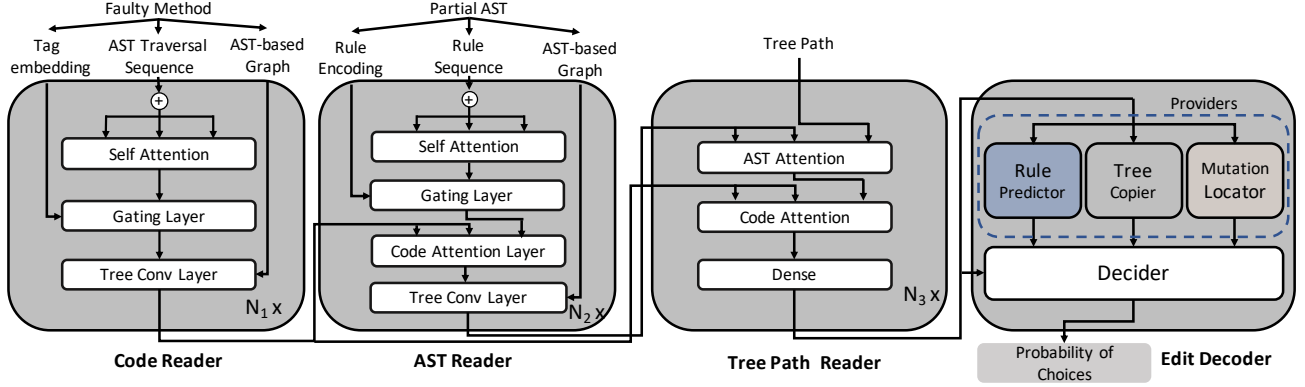 Faulty Method
Tag
embedding
AST Traversal
Sequence
AST-based
Graph
+
Self Attention
Gating Layer
Tree Conv Layer
N1 x
Code Reader
Partial AST
Rule
Encoding
Rule
Sequence
AST-based
Graph
+
Self Attention
Gating Layer
Code Attention Layer
Tree Conv Layer
N2 x
AST Reader
Tree Path
AST Attention
Code Attention
Dense
N3 x
Tree Path Reader
Providers
Rule
Predictor
Tree
Copier
Mutation
Locator
Decider
Probability of
Choices
Edit Decoder